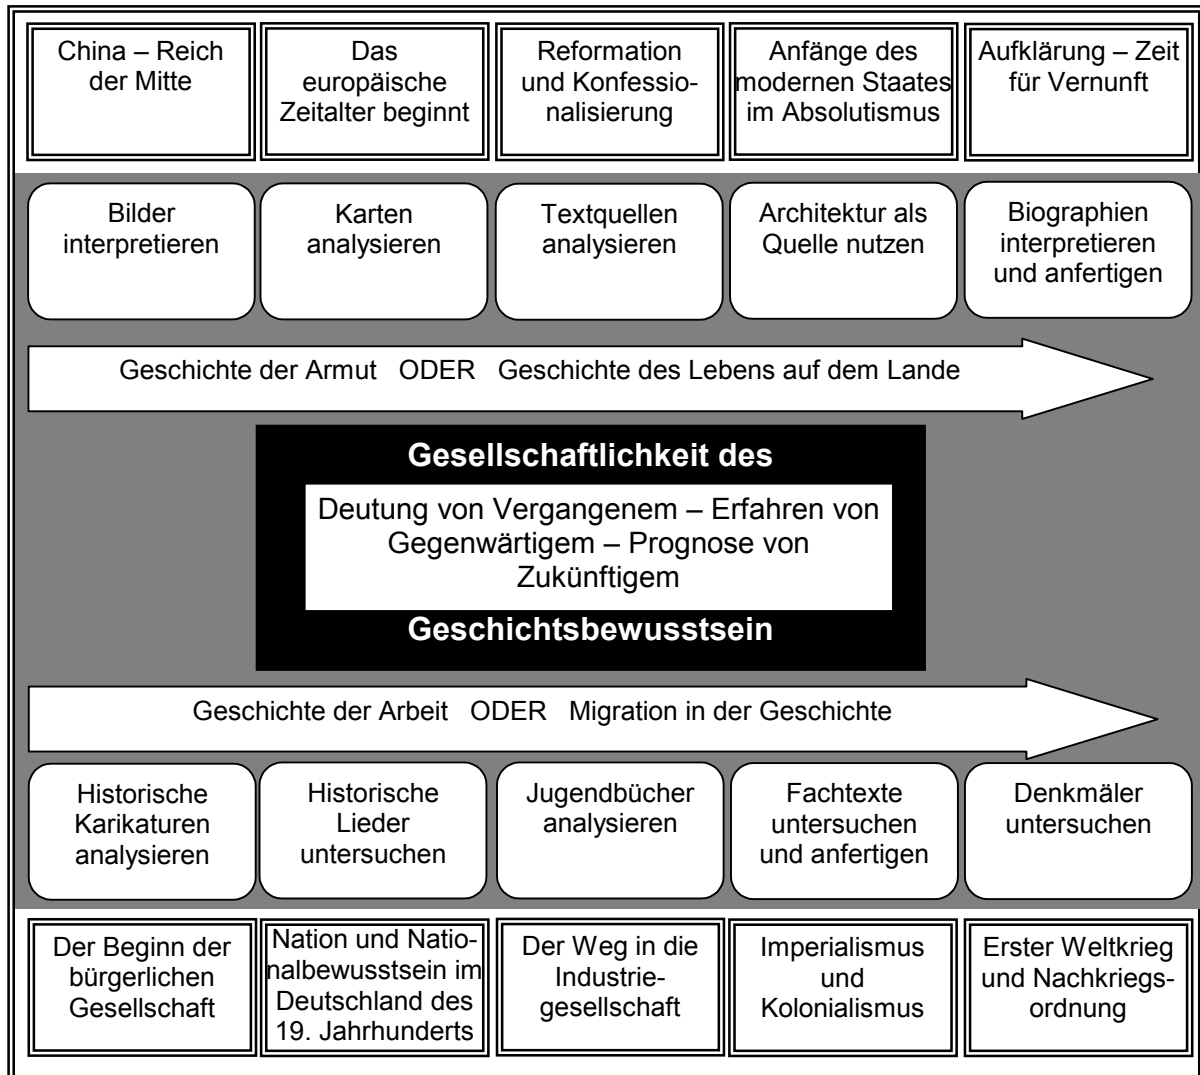 China – Reich
der Mitte
Das
europäische
Zeitalter beginnt
Reformation
und Konfessio-
nalisierung
Anfänge des
modernen Staates
im Absolutismus
Aufklärung – Zeit
für Vernunft
Bilder
interpretieren
Karten
analysieren
Textquellen
analysieren
Architektur als
Quelle nutzen
Biographien
interpretieren
und anfertigen
Geschichte der Armut ODER Geschichte des Lebens auf dem Lande
Gesellschaftlichkeit des
Deutung von Vergangenem – Erfahren von
Gegenwärtigem – Prognose von
Zukünftigem
Geschichtsbewusstsein
Geschichte der Arbeit ODER Migration in der Geschichte
Historische
Karikaturen
analysieren
Historische
Lieder
untersuchen
Jugendbücher
analysieren
Fachtexte
untersuchen
und anfertigen
Denkmäler
untersuchen
Der Beginn der
bürgerlichen
Gesellschaft
Nation und Natio-
nalbewusstsein im
Deutschland des
19. Jahrhunderts
Der Weg in die
Industrie-
gesellschaft
Imperialismus
und
Kolonialismus
Erster Weltkrieg
und Nachkriegs-
ordnung